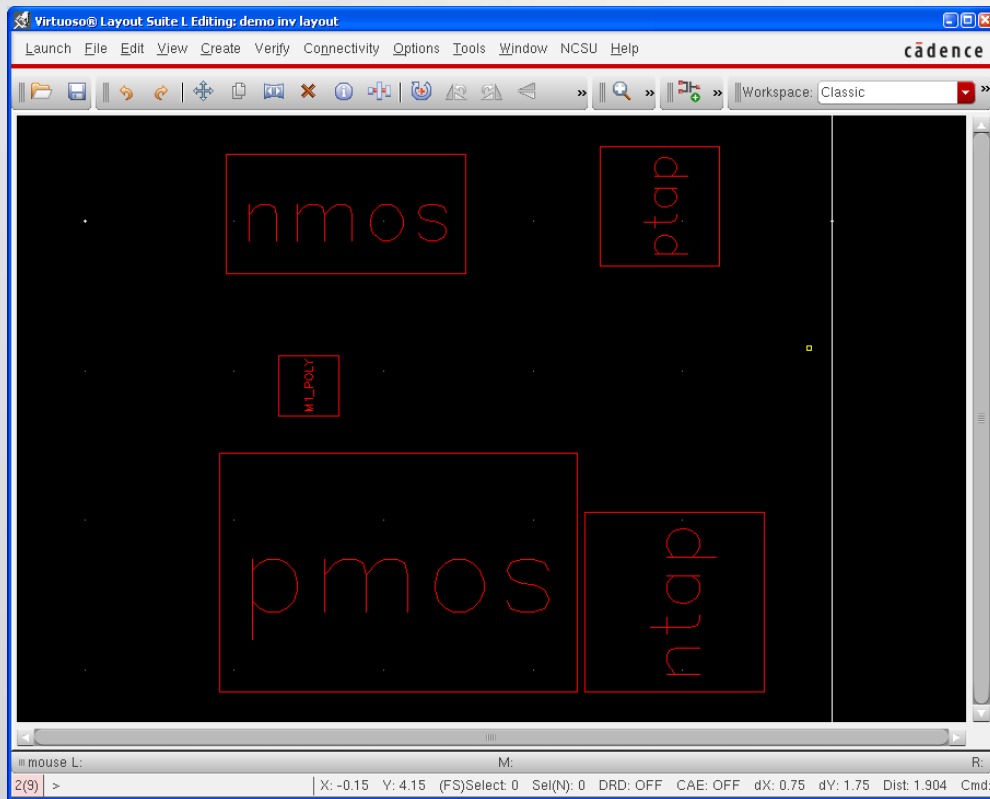 Virtuoso® Layout Suite L Editing: demo inv layout
Launch File Edit View Create Verify Connectivity Options Tools Window NCSU Help
cādence
» » » Workspace: Classic »
nmos
ptap
M1_POLY
pmos
ntap
mouse L: M: R:
2(9) > X: -0.15 Y: 4.15 (FS)Select: 0 Sel(N): 0 DRD: OFF CAE: OFF dX: 0.75 dY: 1.75 Dist: 1.904 Cmd: